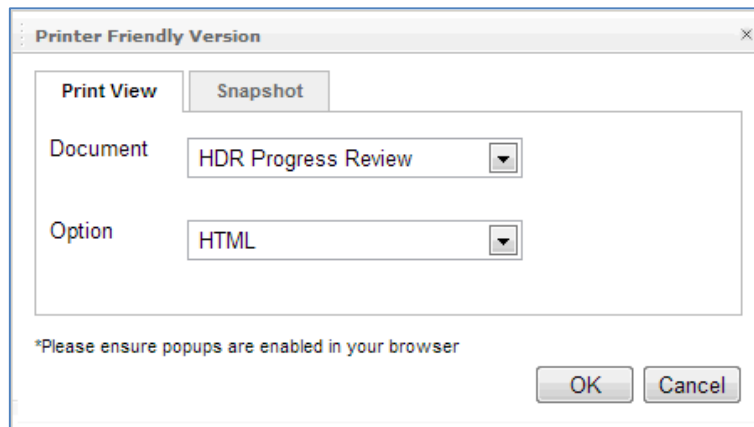 Printer Friendly Version
Print View Snapshot
Document HDR Progress Review
Option HTML
*Please ensure popups are enabled in your browser
OK Cancel